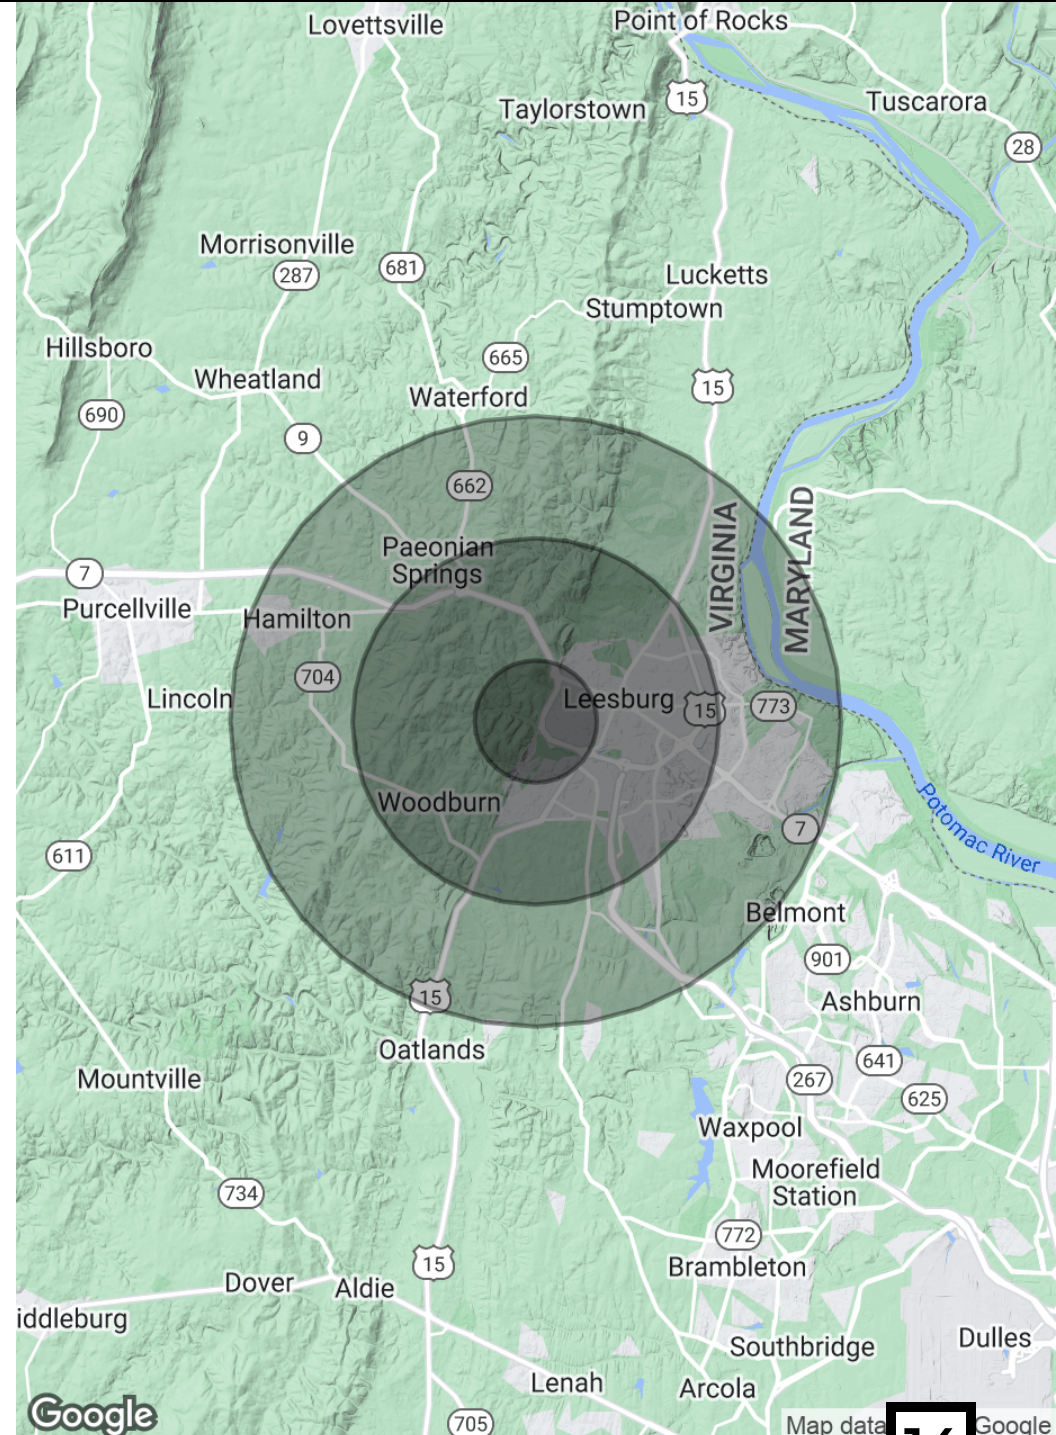 Lovettsville
Point of Rocks
15
Taylorstown
Tuscarora
28
Morrisonville
287
681
Lucketts
Stumptown
Hillsboro
665
Wheatland
15
Waterford
690
9
662
VIRGINIA
MARYLAND
Paeonian
Springs
7
Purcellville
Hamilton
704
Lincoln
Leesburg
15
773
Woodburn
7
Potomac River
611
Belmont
901
15
Ashburn
Oatlands
641
Mountville
267
625
Waxpool
Moorefield
Station
734
772
15
Brambleton
Dover
Aldie
iddleburg
Southbridge
Dulles
Lenah
Arcola
Google
705
Map data
Google